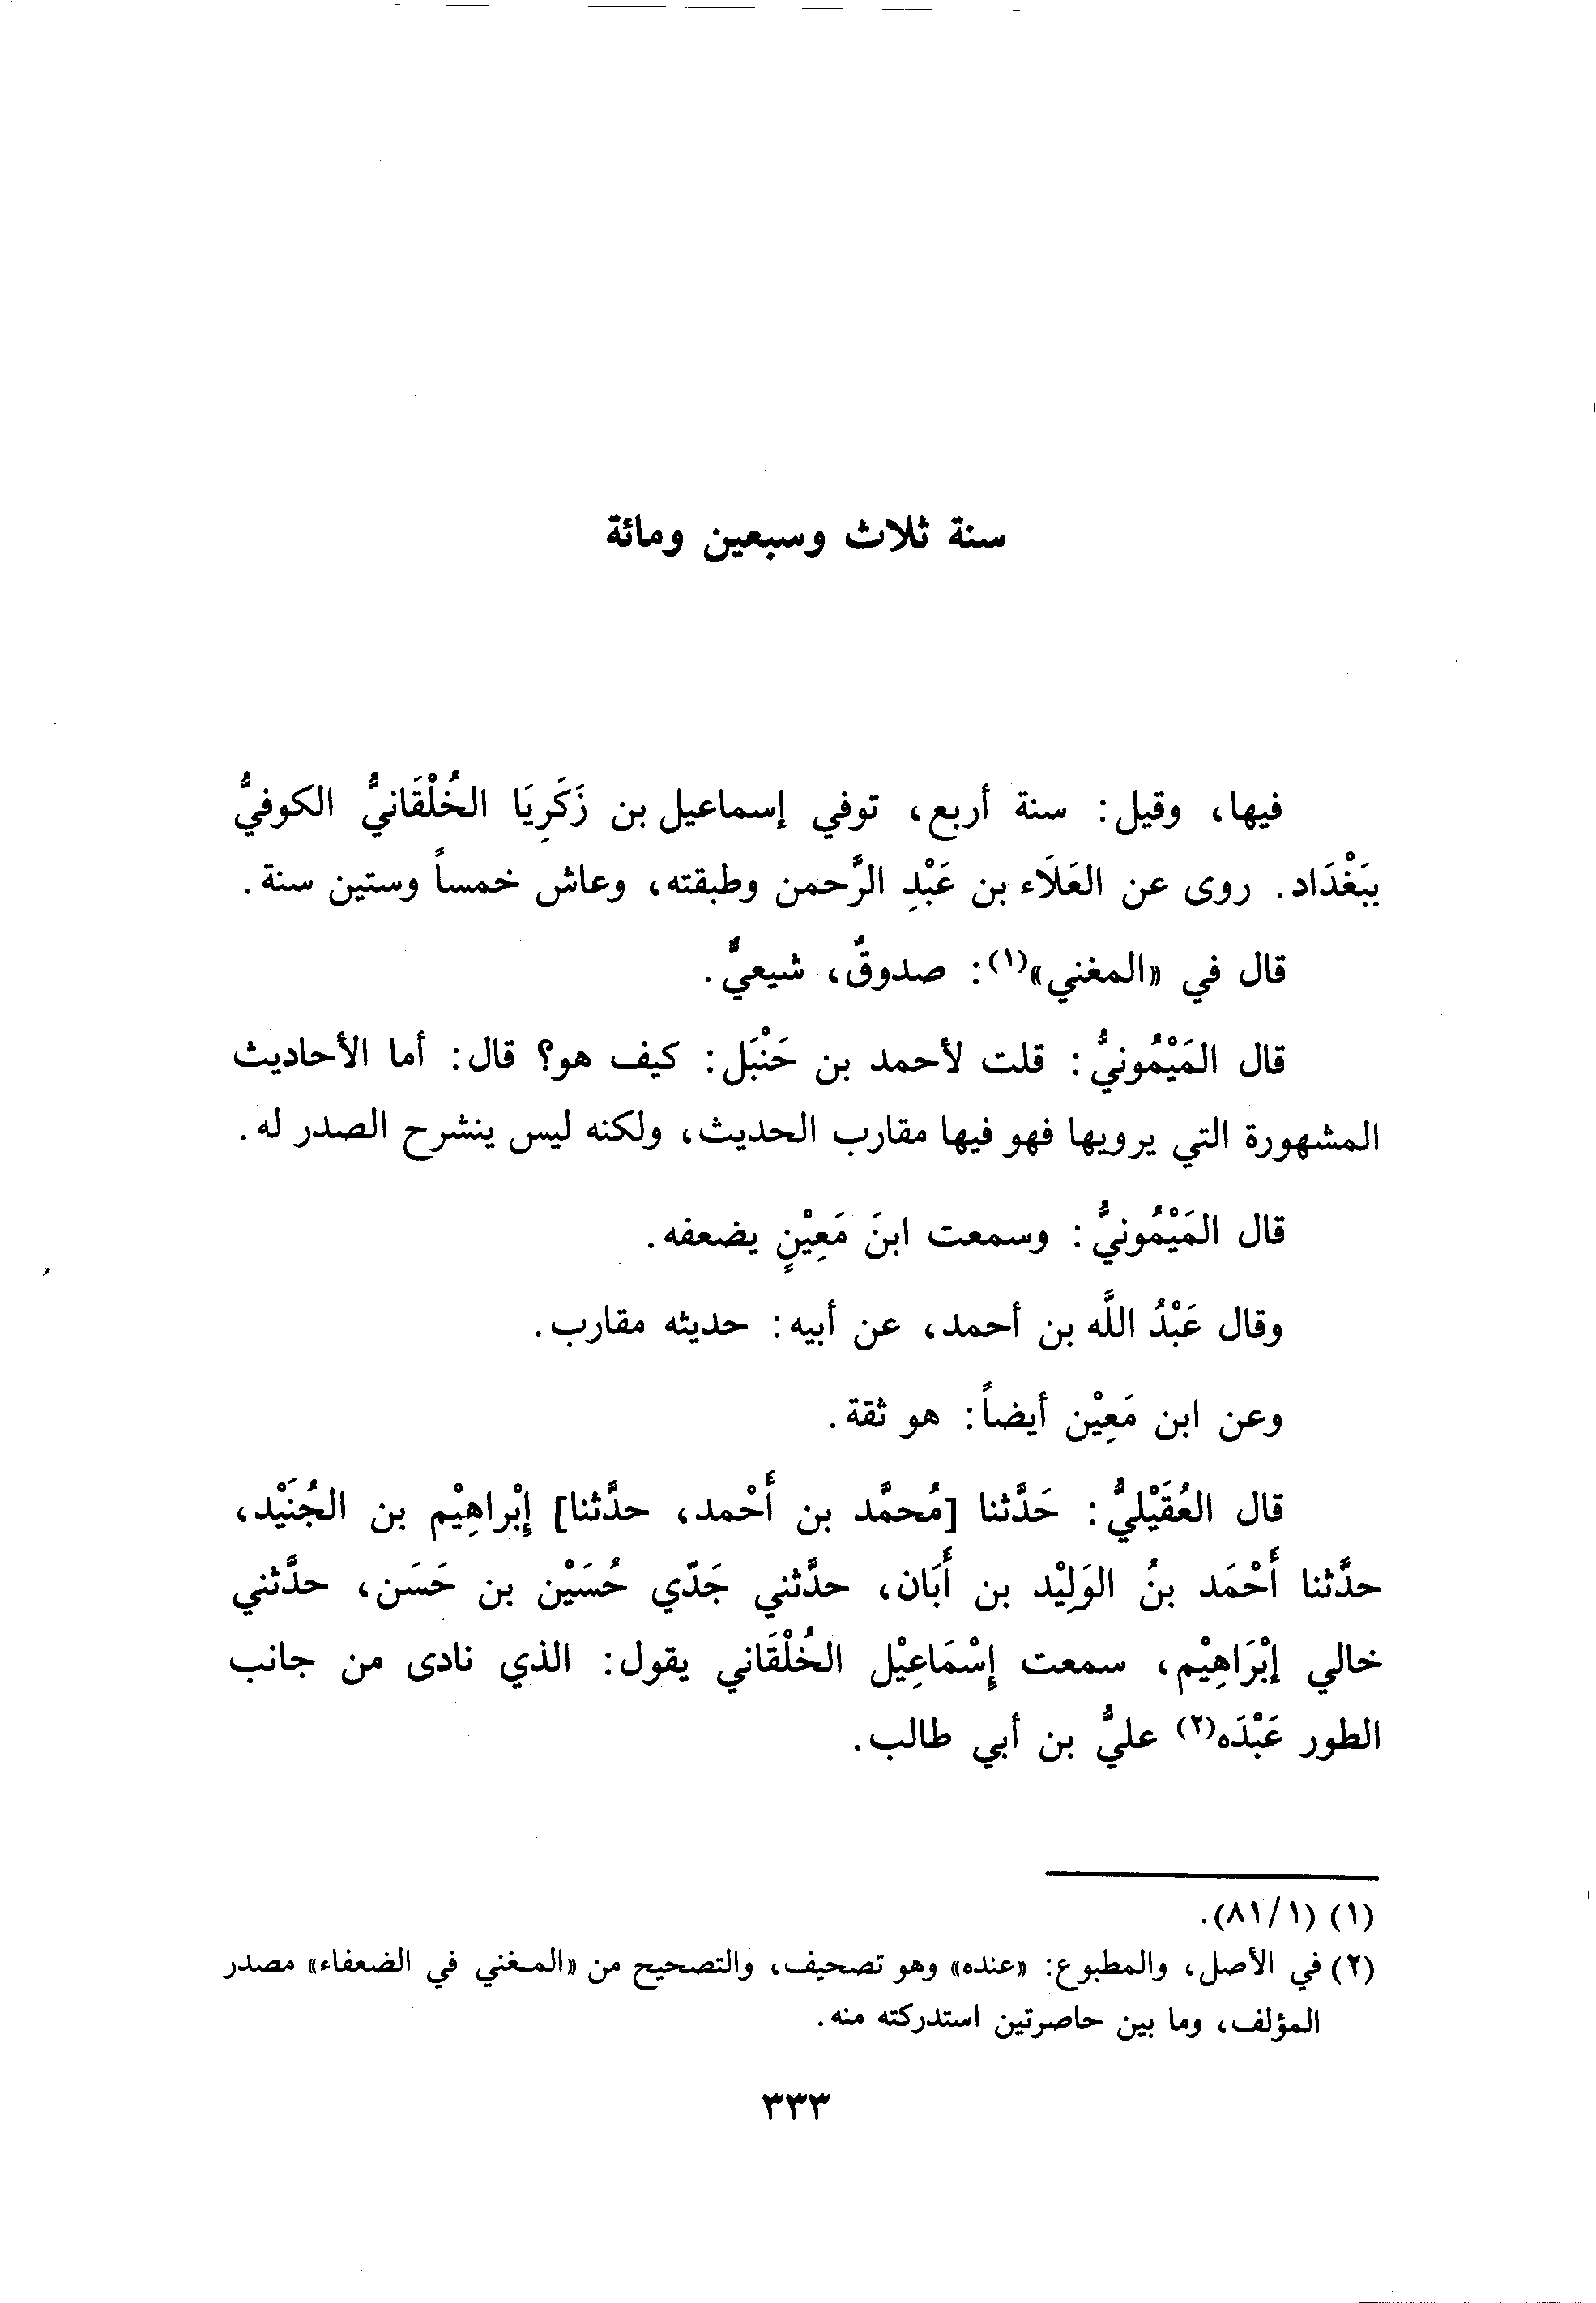 سنة ثلاث وسبعين ومائة
فيها، وقيل: سنة أربع، توفي إسماعيل بن زَكَرِيَا الخُلْقَانيُّ الكوفيُّ
ببَغْدَاد. روى عن العَلَاء بن عَبْدِ الرَّحمن وطبقته، وعاش خمساً وستين سنة.
قال في «المغني»(١): صدوقٌ، شيعيٌّ.
قال المَيْمُونيُّ: قلت لأحمد بن حَنْبَل: كيف هو؟ قال: أما الأحاديث
المشهورة التي يرويها فهو فيها مقارب الحديث، ولكنه ليس ينشرح الصدر له.
قال المَيْمُونيُّ: وسمعت ابنَ مَعِيْنٍ يضعفه.
وقال عَبْدُ اللَّه بن أحمد، عن أبيه: حديثه مقارب.
وعن ابن مَعِيْن أيضاً: هو ثقة.
قال العُقَيْليُّ: حَدَّثنا [مُحمَّد بن أَحْمد، حدَّثنا] إِبْراهِيْم بن الجُنَيْد،
حدَّثنا أَحْمَد بنُ الوَلِيْد بن أَبَان، حدَّثني جَدّي حُسَيْن بن حَسَن، حدَّثني
خالي إبْرَاهِيْم، سمعت إِسْمَاعِيْل الخُلْقَاني يقول: الذي نادى من جانب
الطور عَبْدَه(٢) عليُّ بن أبي طالب.
(١) (٨١/١).
(٢) في الأصل، والمطبوع: «عنده» وهو تصحيف، والتصحيح من «المغني في الضعفاء» مصدر
المؤلف، وما بين حاصرتين استدركته منه.
٣٣٣